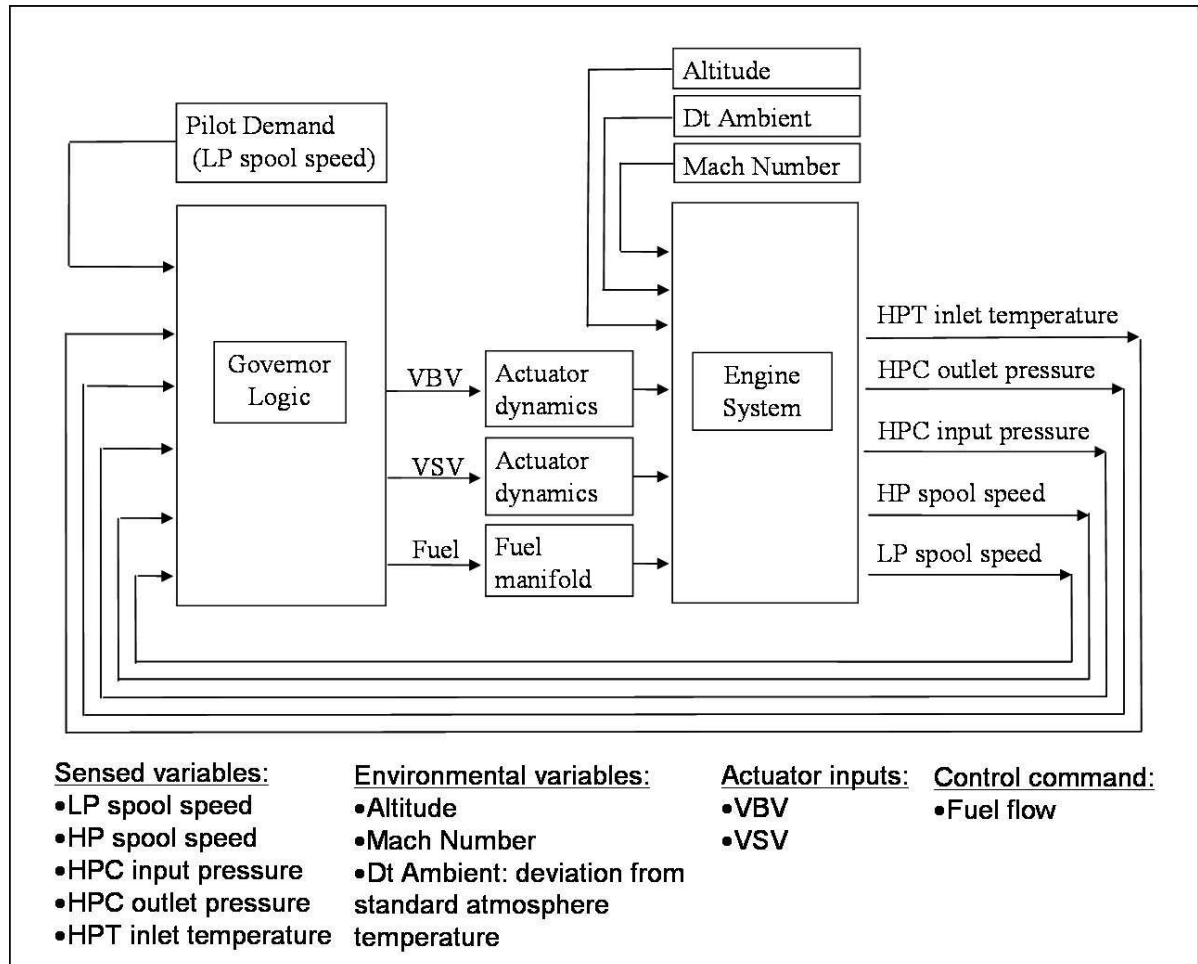 Altitude
Dt Ambient
Mach Number
Pilot Demand
(LP spool speed)
Governor
Logic
VBV
VSV
Fuel
Actuator
dynamics
Actuator
dynamics
Fuel
manifold
Engine
System
HPT inlet temperature
HPC outlet pressure
HPC input pressure
HP spool speed
LP spool speed
Sensed variables:
•LP spool speed
•HP spool speed
•HPC input pressure
•HPC outlet pressure
•HPT inlet temperature
Environmental variables:
•Altitude
•Mach Number
•Dt Ambient: deviation from
standard atmosphere
temperature
Actuator inputs:
•VBV
•VSV
Control command:
•Fuel flow